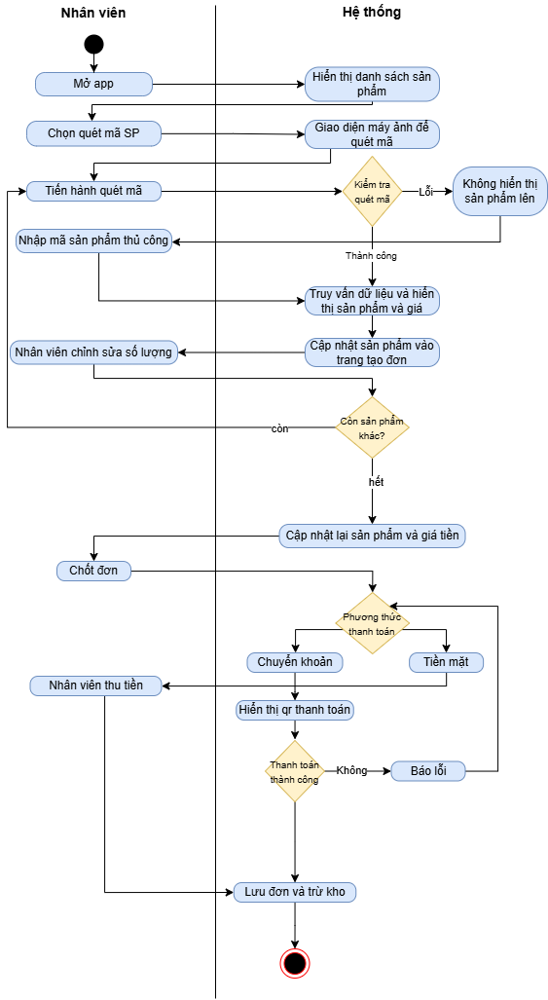 Nhân viên
Hệ thống
Mở app
Hiển thị danh sách sản
phẩm
Chọn quét mã SP
Giao diện máy ảnh để
quét mã
Tiến hành quét mã
Kiểm tra
quét mã
Lỗi
Không hiển thị
sản phẩm lên
Nhập mã sản phẩm thủ công
Thành công
Truy vấn dữ liệu và hiển
thị sản phẩm và giá
Nhân viên chỉnh sửa số lượng
Cập nhật sản phẩm vào
trang tạo đơn
Còn sản phẩm
khác?
còn
hết
Cập nhật lại sản phẩm và giá tiền
Chốt đơn
Phương thức
thanh toán
Chuyển khoản
Tiền mặt
Nhân viên thu tiền
Hiển thị qr thanh toán
Thanh toán
thành công
Không
Báo lỗi
Lưu đơn và trừ kho